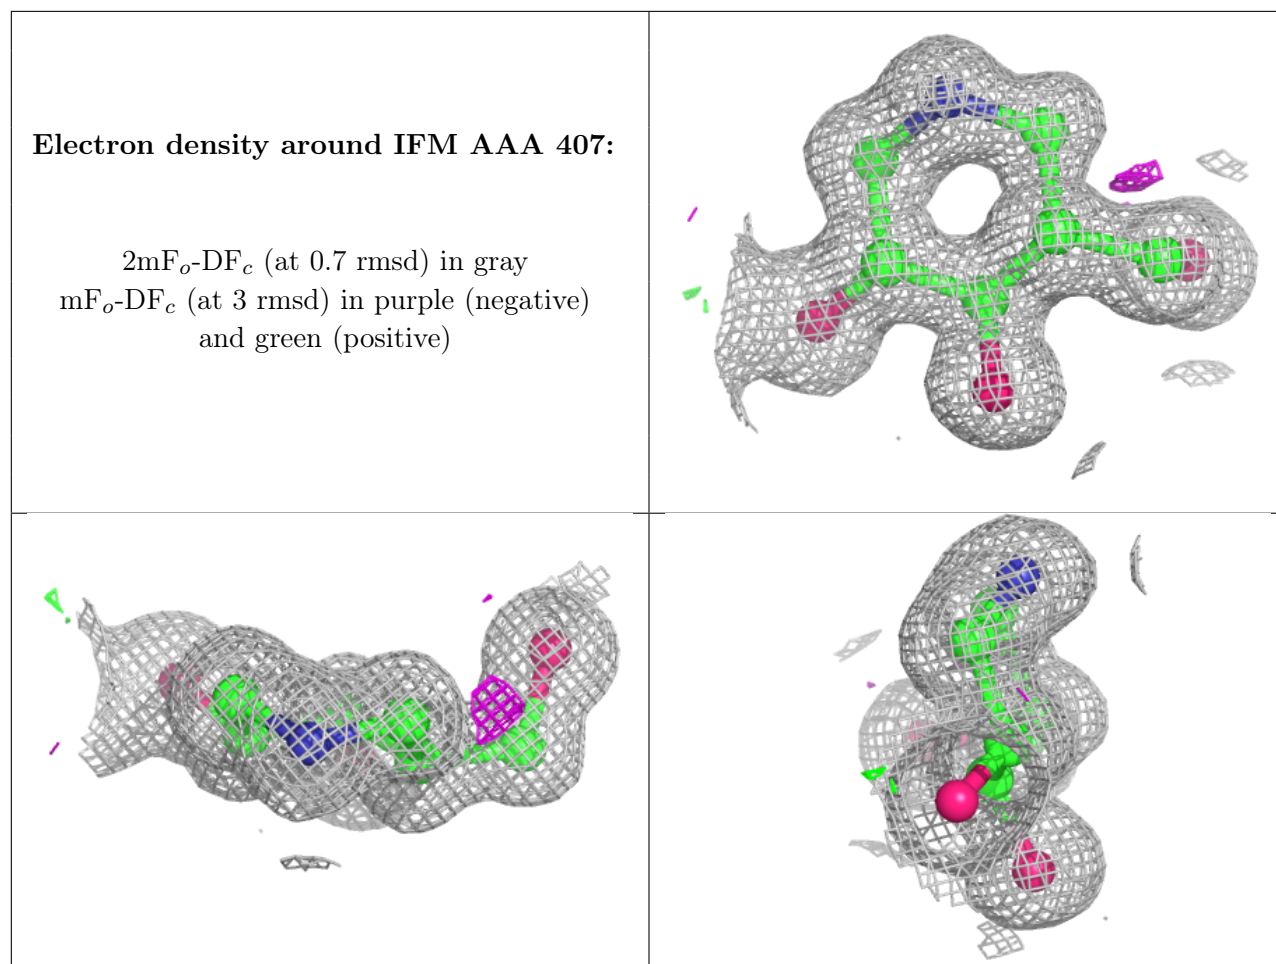 Electron density around IFM AAA 407:
2mFₒ-DF𝒸 (at 0.7 rmsd) in gray
mFₒ-DF𝒸 (at 3 rmsd) in purple (negative)
and green (positive)